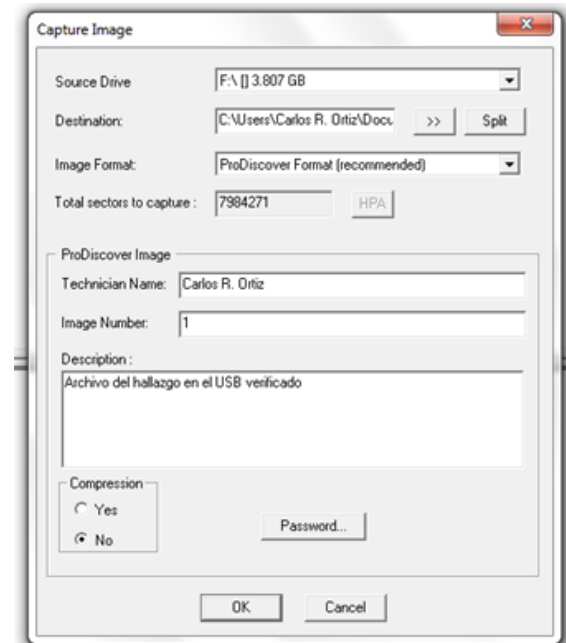 Capture Image
Source Drive F:\ [] 3.807 GB
Destination: C:\Users\Carlos R. Ortiz\Docu >> Split
Image Format: ProDiscover Format (recommended)
Total sectors to capture : 7984271 HPA
ProDiscover Image
Technician Name: Carlos R. Ortiz
Image Number: 1
Description :
Archivo del hallazgo en el USB verificado
Compression
Yes
No
Password...
OK Cancel